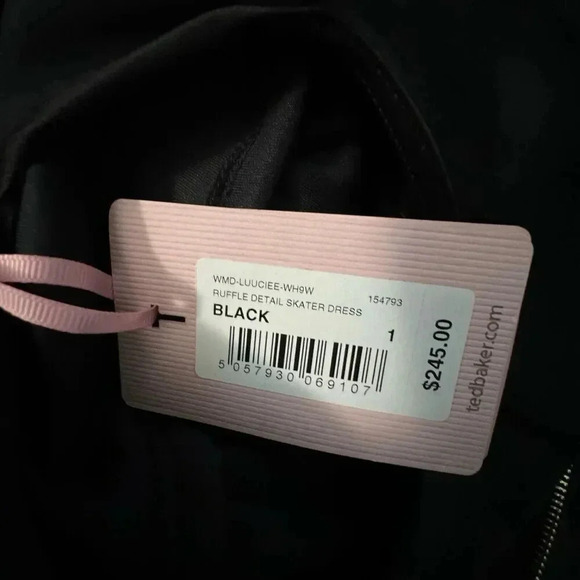 WMD-LUUCIEE-WH9W
154793
RUFFLE DETAIL SKATER DRESS
BLACK
1
5 057930 069107
$245.00
tedbaker.com